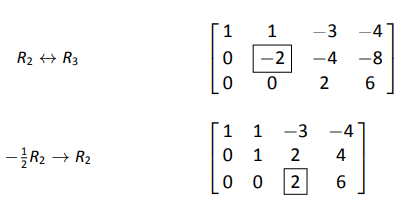 1 1 −3 −4
R₂ ↔ R₃ 0 −2 −4 −8
0 0 2 6
1 1 −3 −4
−½R₂ → R₂ 0 1 2 4
0 0 2 6